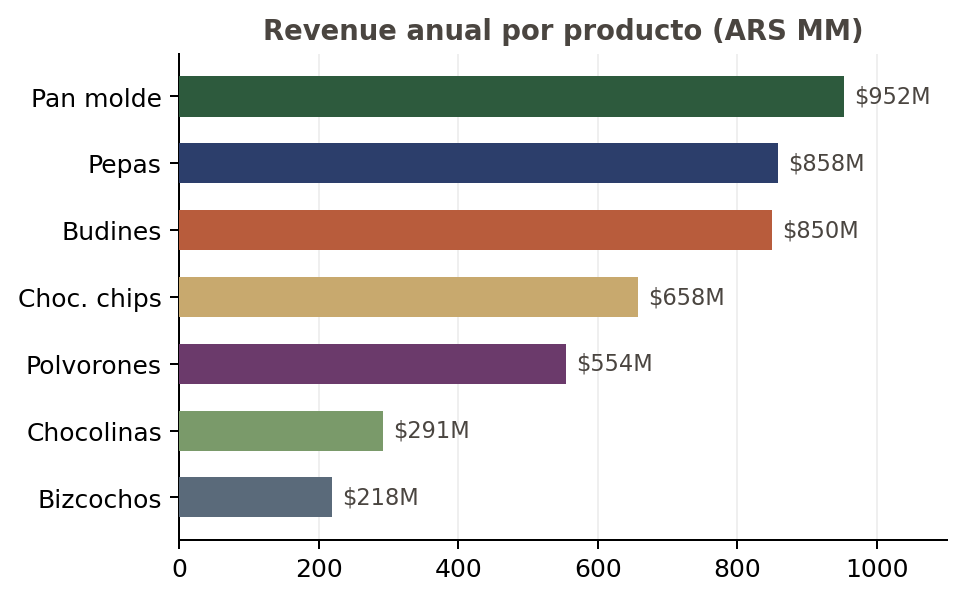 Revenue anual por producto (ARS MM)
Pan molde $952M
Pepas $858M
Budines $850M
Choc. chips $658M
Polvorones $554M
Chocolinas $291M
Bizcochos $218M
0 200 400 600 800 1000